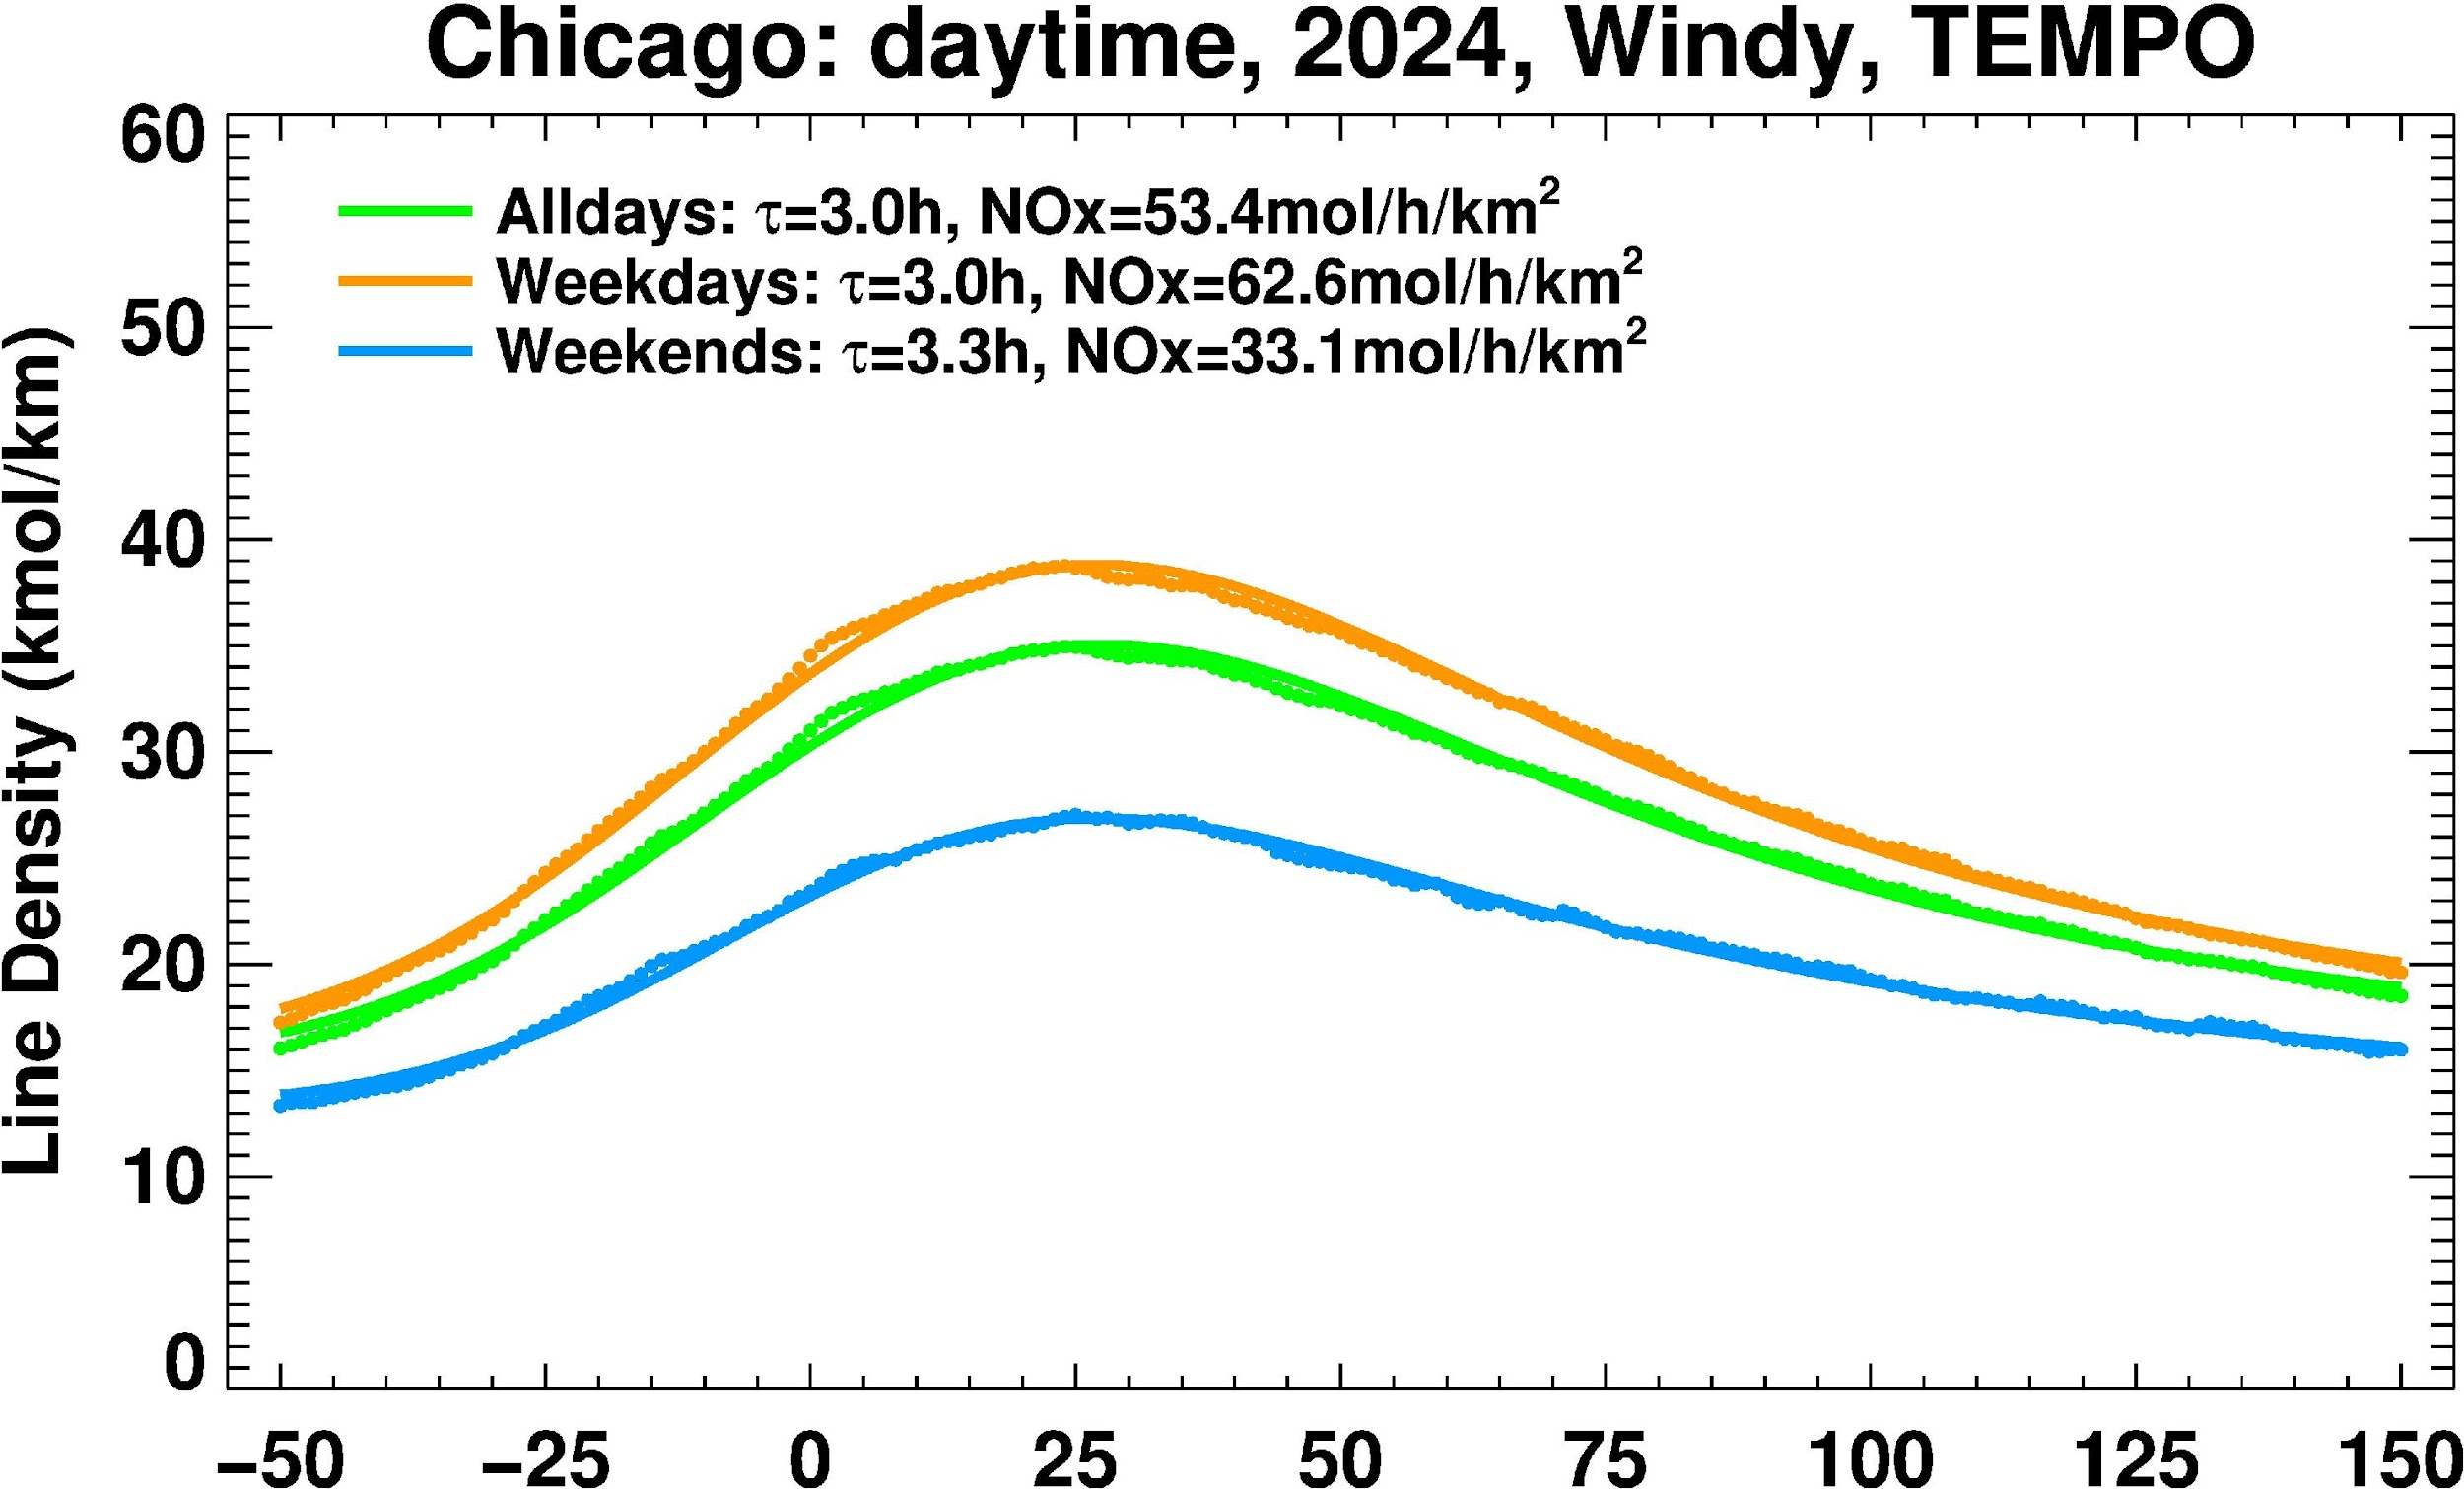 Chicago: daytime, 2024, Windy, TEMPO
Line Density (kmol/km)
60
50
40
30
20
10
0
Alldays: τ=3.0h, NOx=53.4mol/h/km²
Weekdays: τ=3.0h, NOx=62.6mol/h/km²
Weekends: τ=3.3h, NOx=33.1mol/h/km²
−50 −25 0 25 50 75 100 125 150